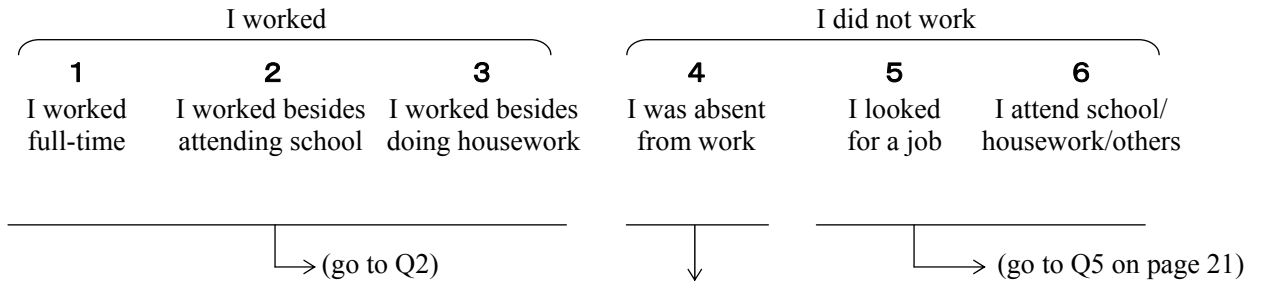 I worked I did not work
1 2 3 4 5 6
I worked I worked besides I worked besides I was absent I looked I attend school/
full-time attending school doing housework from work for a job housework/others
(go to Q2) (go to Q5 on page 21)